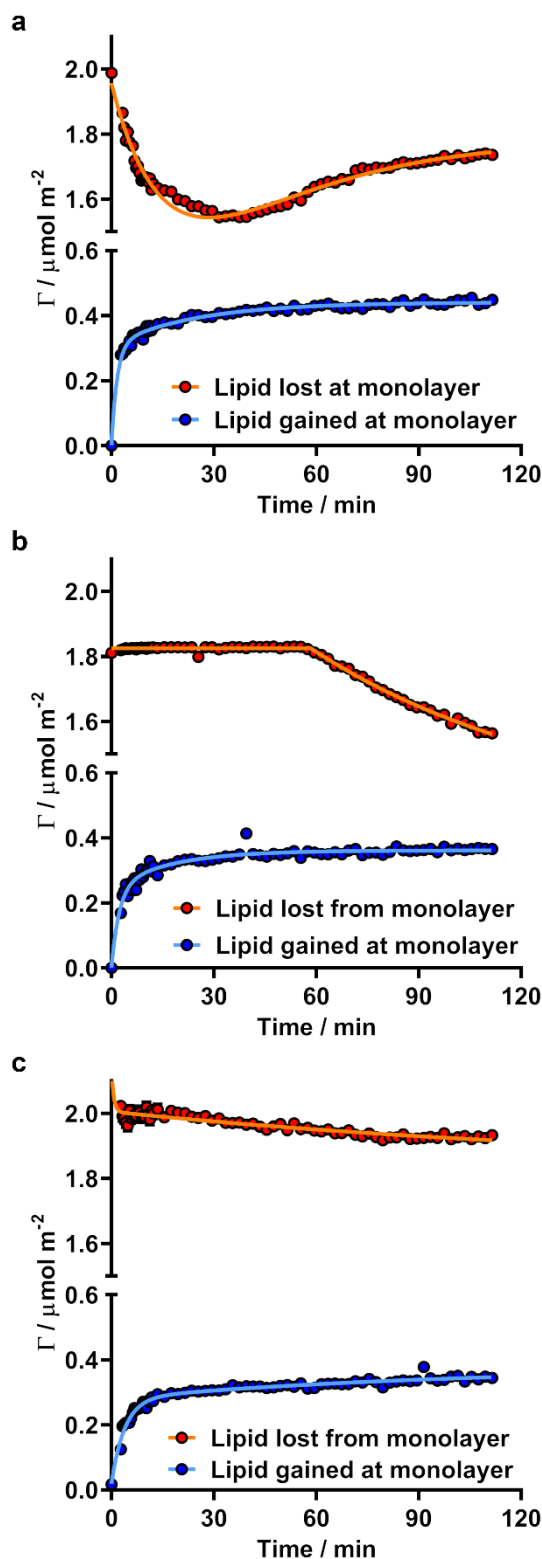 a
2.0
1.8
1.6
0.6
0.4
0.2
0.0
Γ / μmol m-2
Lipid lost at monolayer
Lipid gained at monolayer
0 30 60 90 120
Time / min
b
2.0
1.8
1.6
0.6
0.4
0.2
0.0
Γ / μmol m-2
Lipid lost from monolayer
Lipid gained at monolayer
0 30 60 90 120
Time / min
c
2.0
1.8
1.6
0.6
0.4
0.2
0.0
Γ / μmol m-2
Lipid lost from monolayer
Lipid gained at monolayer
0 30 60 90 120
Time / min